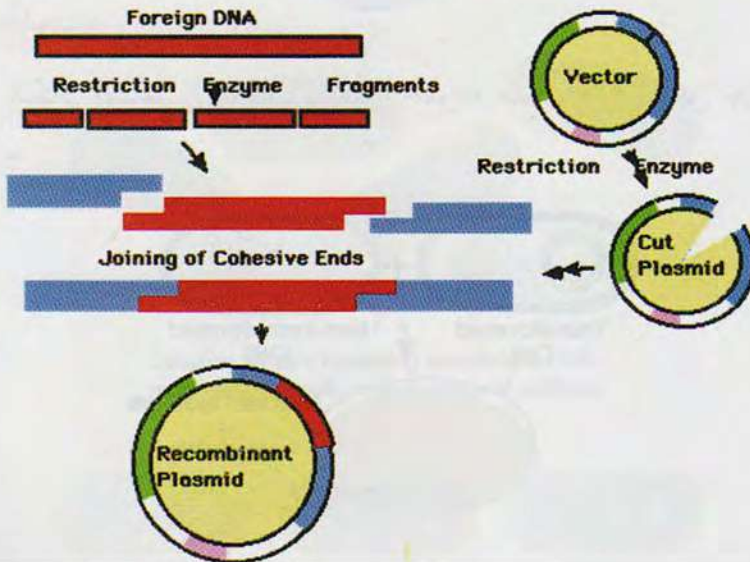 Foreign DNA
Restriction Enzyme Fragments
Vector
Restriction Enzyme
Cut
Plasmid
Joining of Cohesive Ends
Recombinant
Plasmid